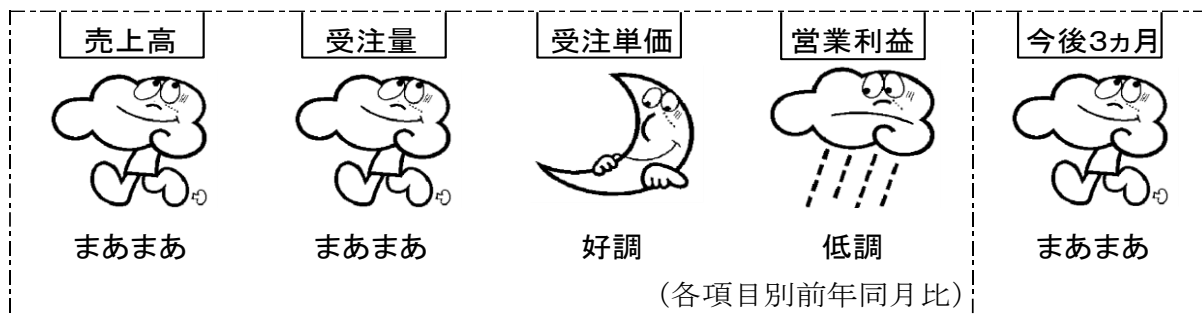 売上高 受注量 受注単価 営業利益 今後3ヵ月
まあまあ まあまあ 好調 低調 まあまあ
(各項目別前年同月比)